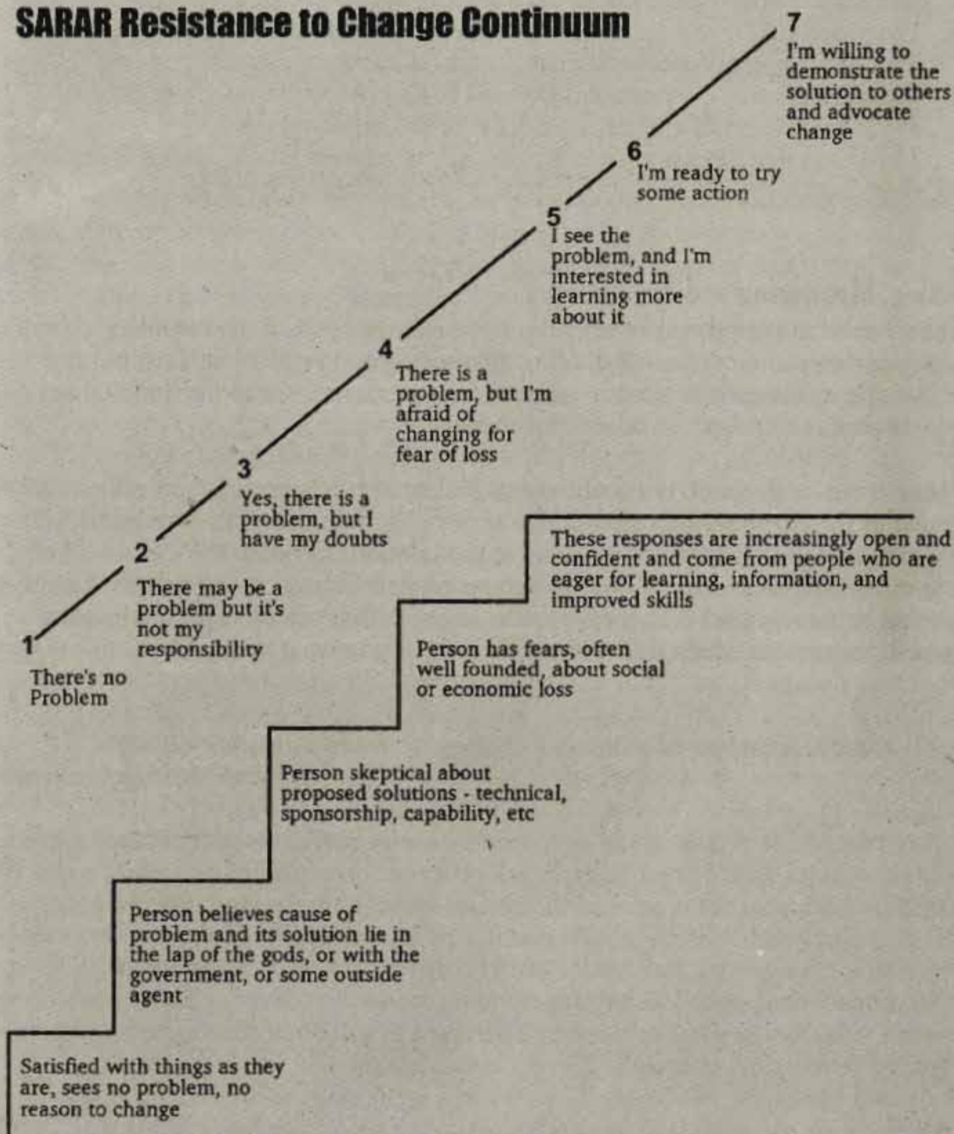 SARAR Resistance to Change Continuum
7
I'm willing to
demonstrate the
solution to others
and advocate
change
6
I'm ready to try
some action
5
I see the
problem, and I'm
interested in
learning more
about it
4
There is a
problem, but I'm
afraid of
changing for
fear of loss
3
Yes, there is a
problem, but I
have my doubts
2
There may be a
problem but it's
not my
responsibility
1
There's no
Problem
These responses are increasingly open and
confident and come from people who are
eager for learning, information, and
improved skills
Person has fears, often
well founded, about social
or economic loss
Person skeptical about
proposed solutions - technical,
sponsorship, capability, etc
Person believes cause of
problem and its solution lie in
the lap of the gods, or with the
government, or some outside
agent
Satisfied with things as they
are, sees no problem, no
reason to change